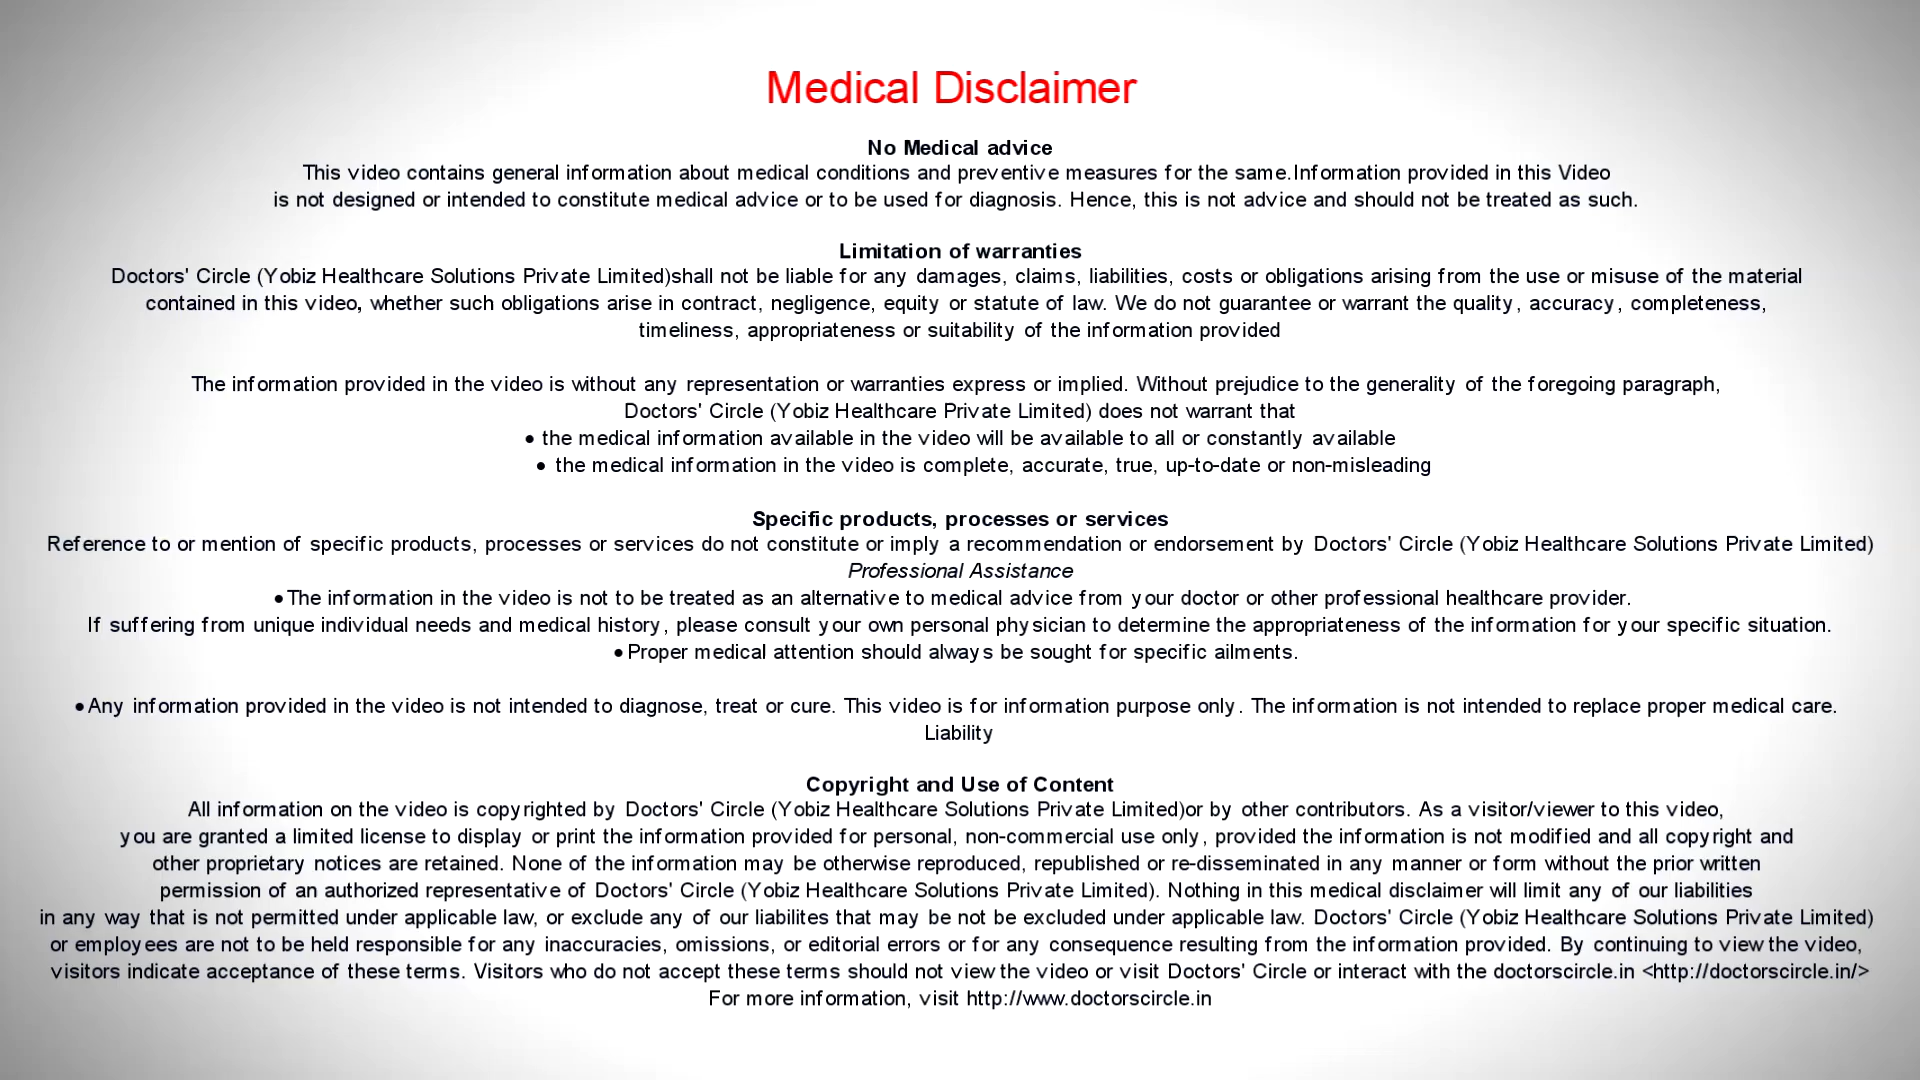 Medical Disclaimer
No Medical advice
This video contains general information about medical conditions and preventive measures for the same.Information provided in this Video
is not designed or intended to constitute medical advice or to be used for diagnosis. Hence, this is not advice and should not be treated as such.
Limitation of warranties
Doctors' Circle (Yobiz Healthcare Solutions Private Limited)shall not be liable for any damages, claims, liabilities, costs or obligations arising from the use or misuse of the material
contained in this video, whether such obligations arise in contract, negligence, equity or statute of law. We do not guarantee or warrant the quality, accuracy, completeness,
timeliness, appropriateness or suitability of the information provided
The information provided in the video is without any representation or warranties express or implied. Without prejudice to the generality of the foregoing paragraph,
Doctors' Circle (Yobiz Healthcare Private Limited) does not warrant that
• the medical information available in the video will be available to all or constantly available
• the medical information in the video is complete, accurate, true, up-to-date or non-misleading
Specific products, processes or services
Reference to or mention of specific products, processes or services do not constitute or imply a recommendation or endorsement by Doctors' Circle (Yobiz Healthcare Solutions Private Limited)
Professional Assistance
•The information in the video is not to be treated as an alternative to medical advice from your doctor or other professional healthcare provider.
If suffering from unique individual needs and medical history, please consult your own personal physician to determine the appropriateness of the information for your specific situation.
•Proper medical attention should always be sought for specific ailments.
•Any information provided in the video is not intended to diagnose, treat or cure. This video is for information purpose only. The information is not intended to replace proper medical care.
Liability
Copyright and Use of Content
All information on the video is copyrighted by Doctors' Circle (Yobiz Healthcare Solutions Private Limited)or by other contributors. As a visitor/viewer to this video,
you are granted a limited license to display or print the information provided for personal, non-commercial use only, provided the information is not modified and all copyright and
other proprietary notices are retained. None of the information may be otherwise reproduced, republished or re-disseminated in any manner or form without the prior written
permission of an authorized representative of Doctors' Circle (Yobiz Healthcare Solutions Private Limited). Nothing in this medical disclaimer will limit any of our liabilities
in any way that is not permitted under applicable law, or exclude any of our liabilites that may be not be excluded under applicable law. Doctors' Circle (Yobiz Healthcare Solutions Private Limited)
or employees are not to be held responsible for any inaccuracies, omissions, or editorial errors or for any consequence resulting from the information provided. By continuing to view the video,
visitors indicate acceptance of these terms. Visitors who do not accept these terms should not view the video or visit Doctors' Circle or interact with the doctorscircle.in <http://doctorscircle.in/>
For more information, visit http://www.doctorscircle.in